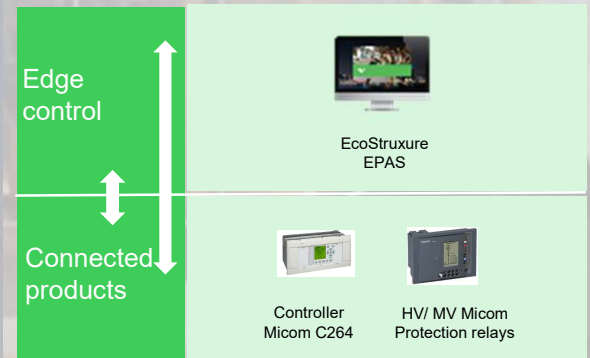 Edge
control
EcoStruxure
EPAS
Connected
products
Controller
Micom C264
HV/ MV Micom
Protection relays